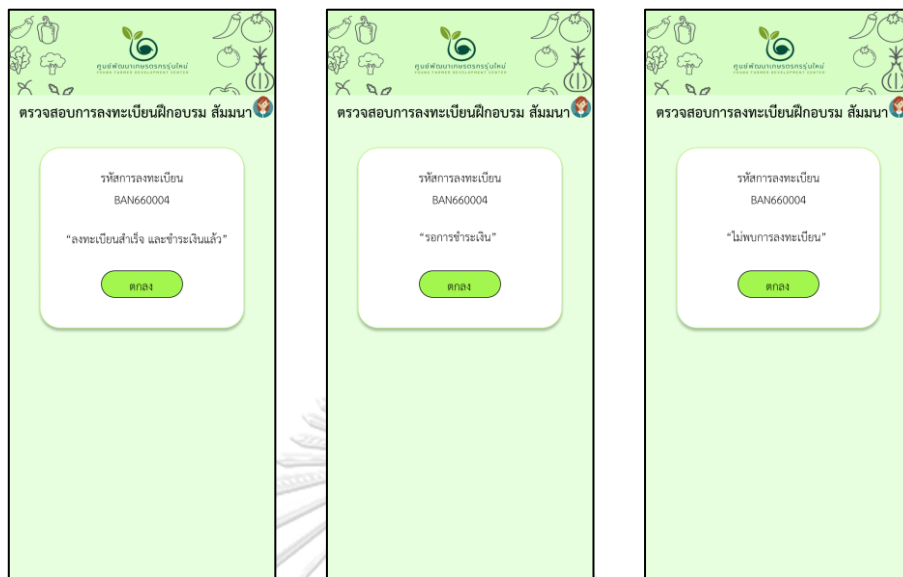 ศูนย์พัฒนาเกษตรกรรุ่นใหม่
YOUNG FARMER DEVELOPMENT CENTER
ตรวจสอบการลงทะเบียนฝึกอบรม สัมมนา
รหัสการลงทะเบียน
BAN660004
“ลงทะเบียนสำเร็จ และชำระเงินแล้ว”
ตกลง
ศูนย์พัฒนาเกษตรกรรุ่นใหม่
YOUNG FARMER DEVELOPMENT CENTER
ตรวจสอบการลงทะเบียนฝึกอบรม สัมมนา
รหัสการลงทะเบียน
BAN660004
“รอการชำระเงิน”
ตกลง
ศูนย์พัฒนาเกษตรกรรุ่นใหม่
YOUNG FARMER DEVELOPMENT CENTER
ตรวจสอบการลงทะเบียนฝึกอบรม สัมมนา
รหัสการลงทะเบียน
BAN660004
“ไม่พบการลงทะเบียน”
ตกลง